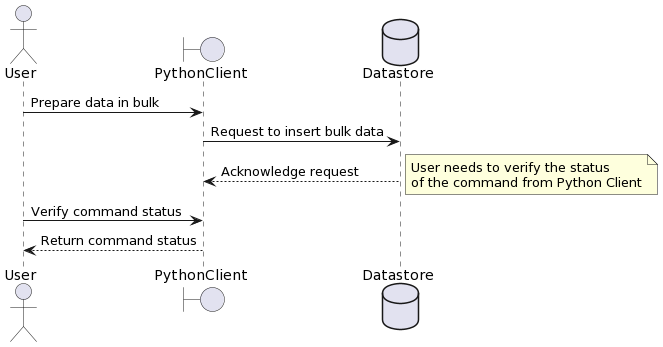 User
PythonClient
Datastore
Prepare data in bulk
Request to insert bulk data
Acknowledge request
User needs to verify the status
of the command from Python Client
Verify command status
Return command status
User
PythonClient
Datastore